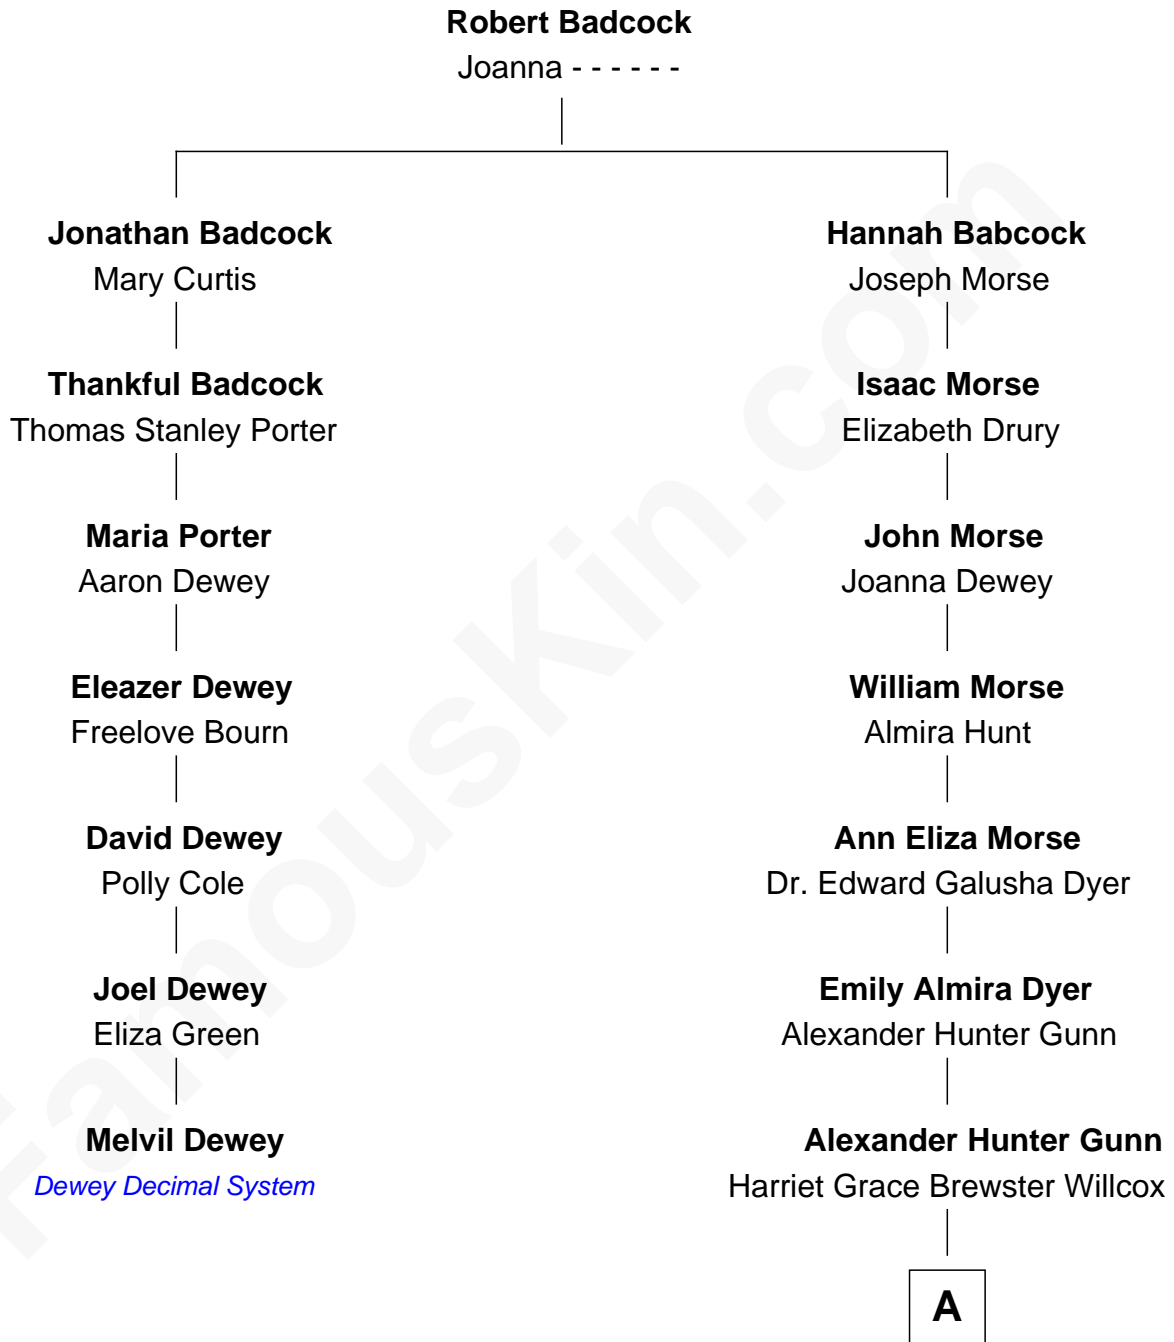 Robert Badcock
Joanna - - - - - -
Jonathan Badcock
Mary Curtis
Hannah Babcock
Joseph Morse
Thankful Badcock
Thomas Stanley Porter
Isaac Morse
Elizabeth Drury
Maria Porter
Aaron Dewey
John Morse
Joanna Dewey
Eleazer Dewey
Freelove Bourn
William Morse
Almira Hunt
David Dewey
Polly Cole
Ann Eliza Morse
Dr. Edward Galusha Dyer
Joel Dewey
Eliza Green
Emily Almira Dyer
Alexander Hunter Gunn
Melvil Dewey
Dewey Decimal System
Alexander Hunter Gunn
Harriet Grace Brewster Willcox
A
FamousKin.com